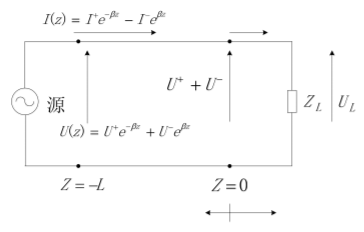 I(z) = I⁺e^{-βz} − I⁻e^{βz}
U⁺ + U⁻
源
Z_L
U_L
U(z) = U⁺e^{-βz} + U⁻e^{βz}
Z = −L
Z = 0